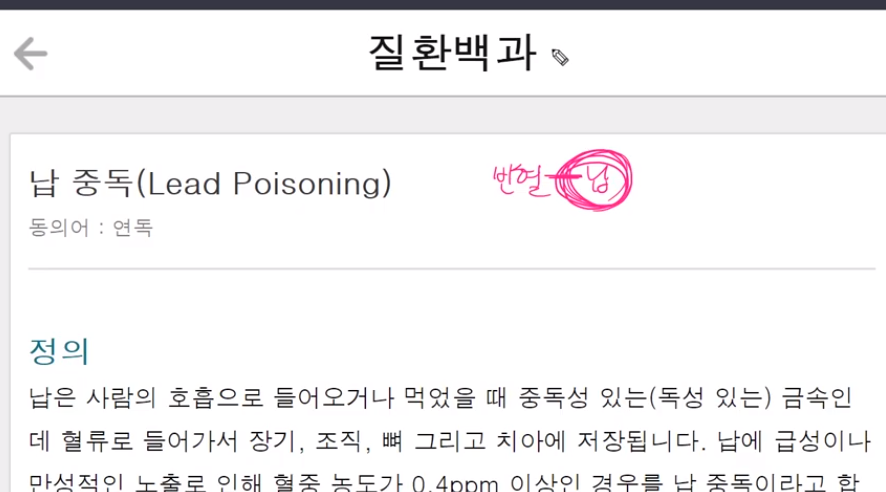 질환백과
납 중독(Lead Poisoning)
번열 납
동의어 : 연독
정의
납은 사람의 호흡으로 들어오거나 먹었을 때 중독성 있는(독성 있는) 금속인
데 혈류로 들어가서 장기, 조직, 뼈 그리고 치아에 저장됩니다. 납에 급성이나
만성적인 노출로 인해 혈중 농도가 0.4ppm 이상인 경우를 납 중독이라고 합